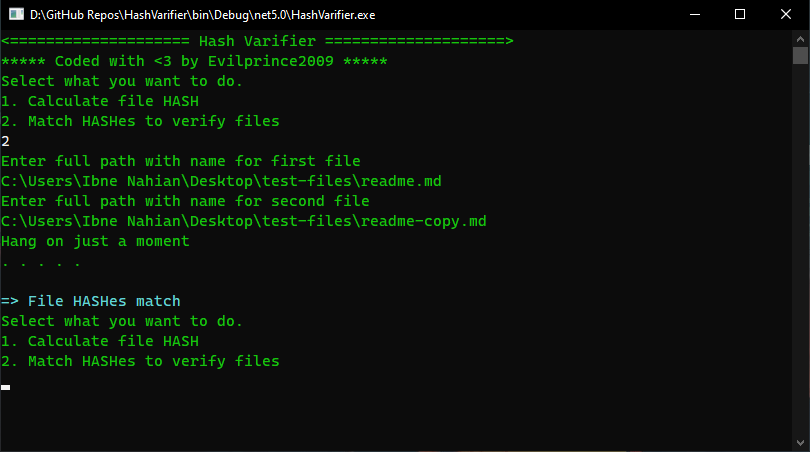 D:\GitHub Repos\HashVarifier\bin\Debug\net5.0\HashVarifier.exe
<==================== Hash Varifier ====================>
***** Coded with <3 by Evilprince2009 *****
Select what you want to do.
1. Calculate file HASH
2. Match HASHes to verify files
2
Enter full path with name for first file
C:\Users\Ibne Nahian\Desktop\test-files\readme.md
Enter full path with name for second file
C:\Users\Ibne Nahian\Desktop\test-files\readme-copy.md
Hang on just a moment
. . . . .
=> File HASHes match
Select what you want to do.
1. Calculate file HASH
2. Match HASHes to verify files